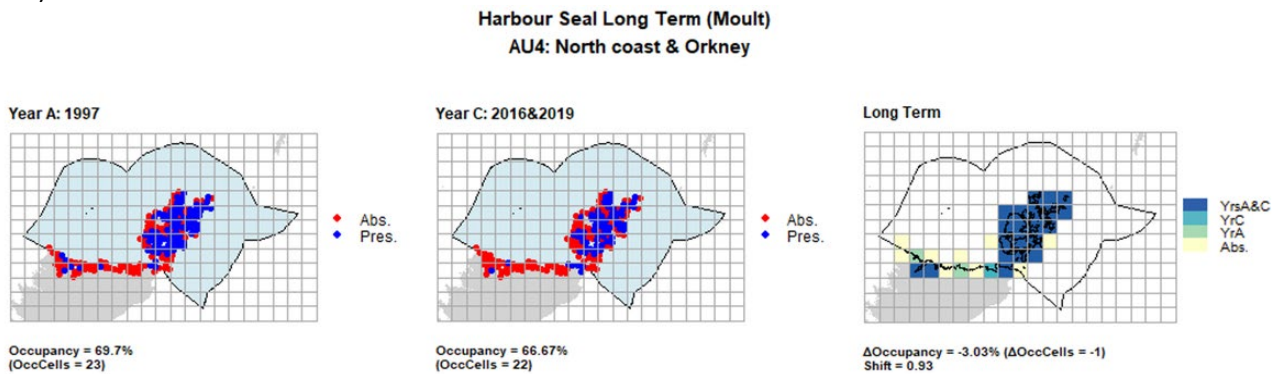 Harbour Seal Long Term (Moult)
AU4: North coast & Orkney
Year A: 1997
Year C: 2016&2019
Long Term
Abs.
Pres.
Abs.
Pres.
YrsA&C
YrC
YrA
Abs.
Occupancy = 69.7%
(OccCells = 23)
Occupancy = 66.67%
(OccCells = 22)
ΔOccupancy = -3.03% (ΔOccCells = -1)
Shift = 0.93